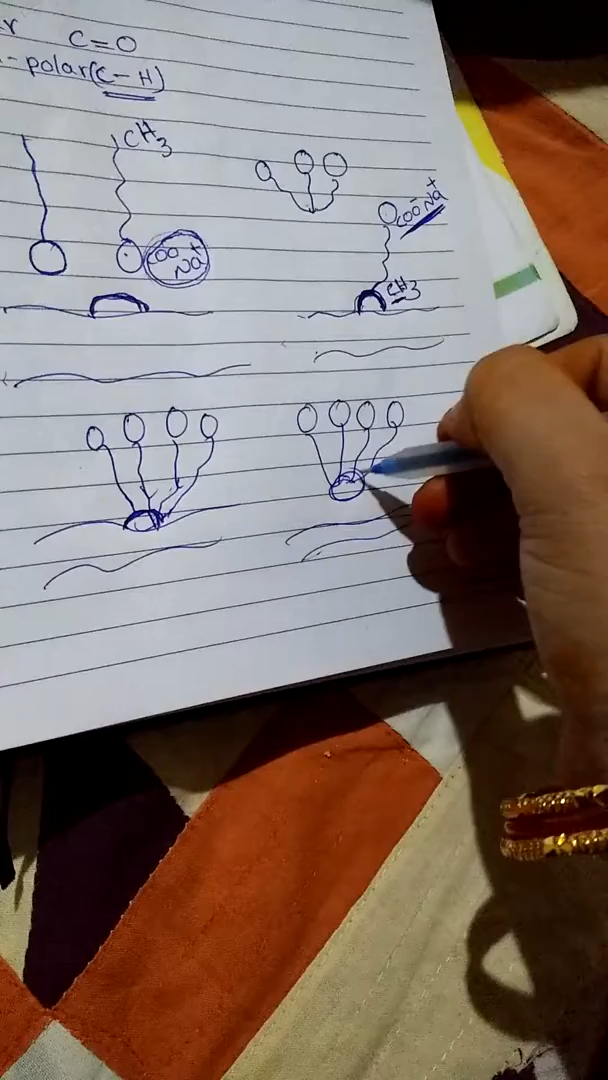 C=O
polar(C-H)
CH3
COO⁻ Na⁺
COO⁻Na⁺
CH3